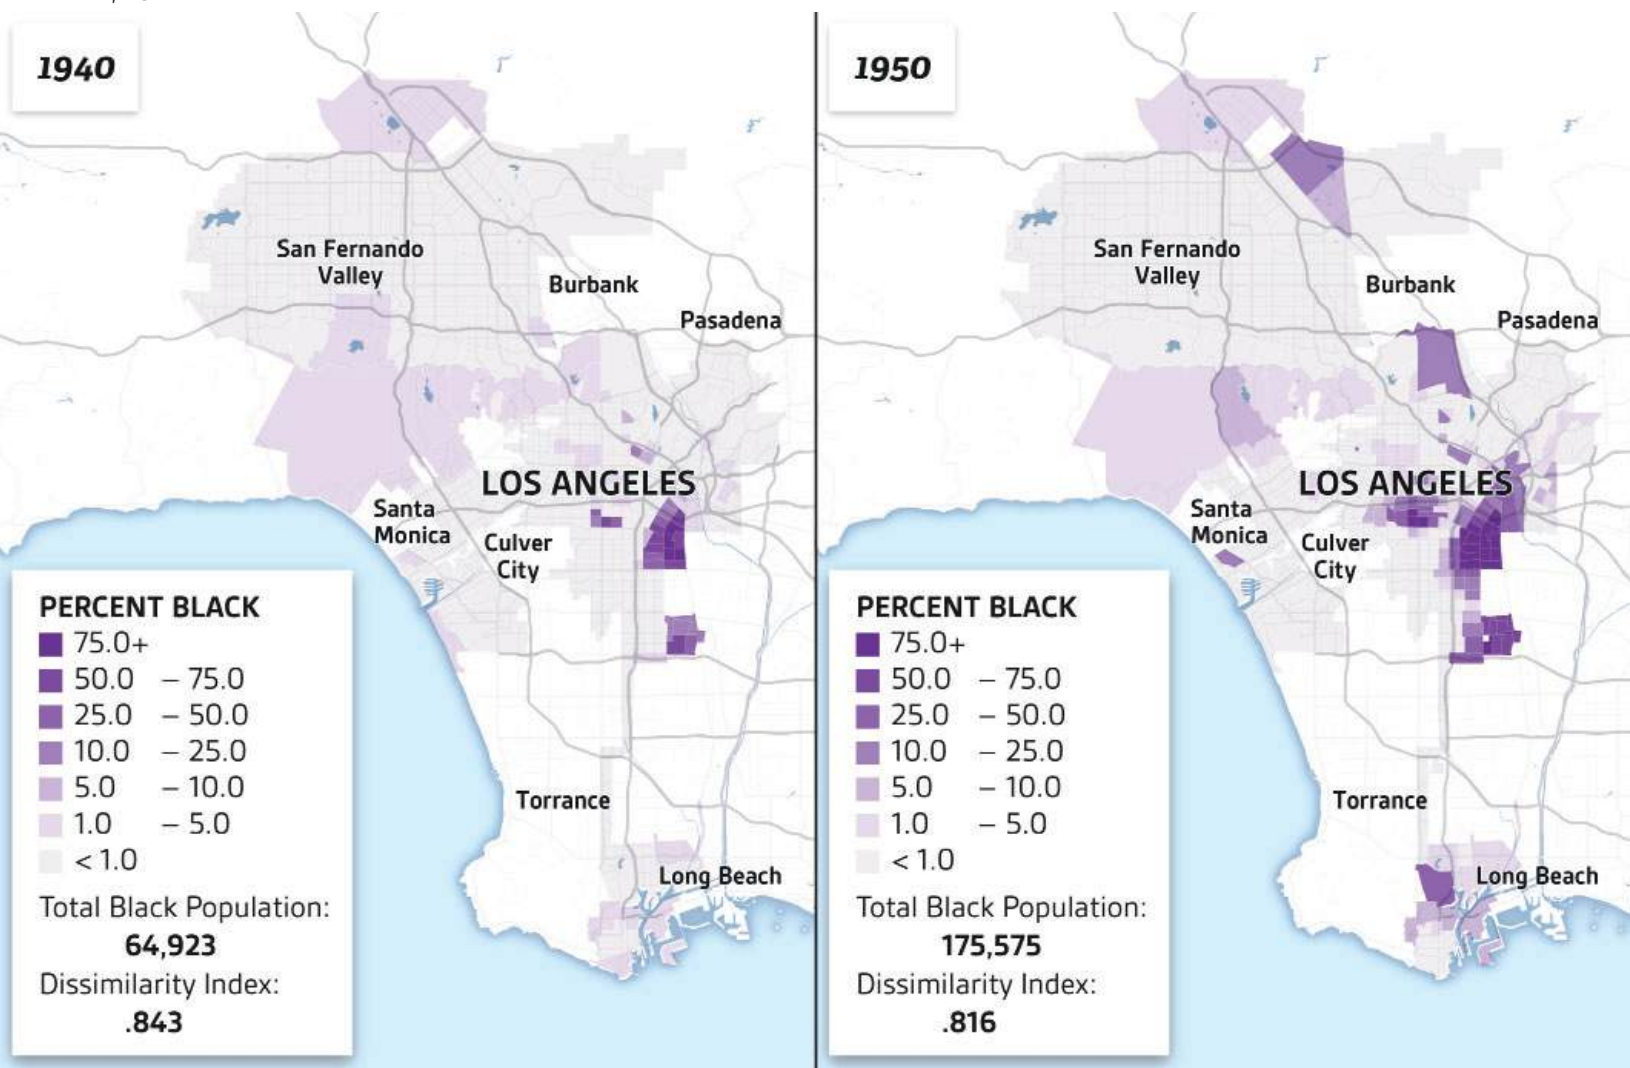 1940
San Fernando
Valley
Burbank
Pasadena
LOS ANGELES
Santa
Monica
Culver
City
Torrance
Long Beach
PERCENT BLACK
75.0+
50.0 – 75.0
25.0 – 50.0
10.0 – 25.0
5.0 – 10.0
1.0 – 5.0
< 1.0
Total Black Population:
64,923
Dissimilarity Index:
.843
1950
San Fernando
Valley
Burbank
Pasadena
LOS ANGELES
Santa
Monica
Culver
City
Torrance
Long Beach
PERCENT BLACK
75.0+
50.0 – 75.0
25.0 – 50.0
10.0 – 25.0
5.0 – 10.0
1.0 – 5.0
< 1.0
Total Black Population:
175,575
Dissimilarity Index:
.816